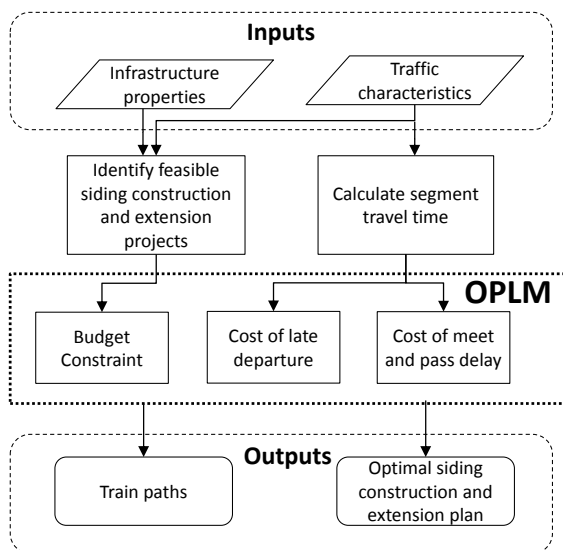 Inputs
Infrastructure
properties
Traffic
characteristics
Identify feasible
siding construction
and extension
projects
Calculate segment
travel time
OPLM
Budget
Constraint
Cost of late
departure
Cost of meet
and pass delay
Outputs
Train paths
Optimal siding
construction and
extension plan